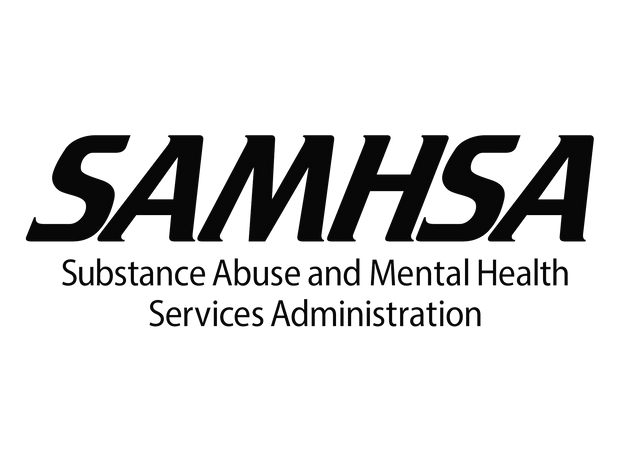 SAMHSA
Substance Abuse and Mental Health
Services Administration